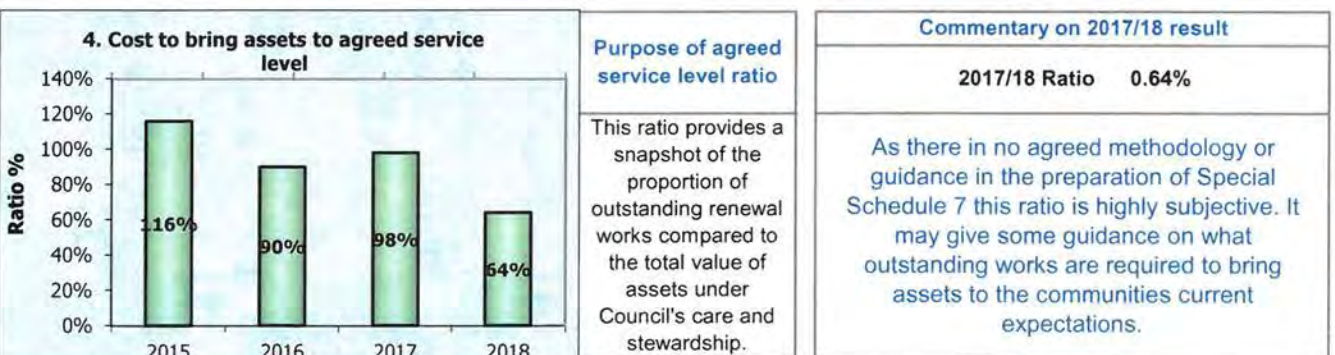 4. Cost to bring assets to agreed service
level
140%
120%
100%
80%
60%
40%
20%
0%
Ratio %
116%
90%
98%
64%
2015 2016 2017 2018
Purpose of agreed
service level ratio
This ratio provides a
snapshot of the
proportion of
outstanding renewal
works compared to
the total value of
assets under
Council's care and
stewardship.
Commentary on 2017/18 result
2017/18 Ratio 0.64%
As there in no agreed methodology or
guidance in the preparation of Special
Schedule 7 this ratio is highly subjective. It
may give some guidance on what
outstanding works are required to bring
assets to the communities current
expectations.